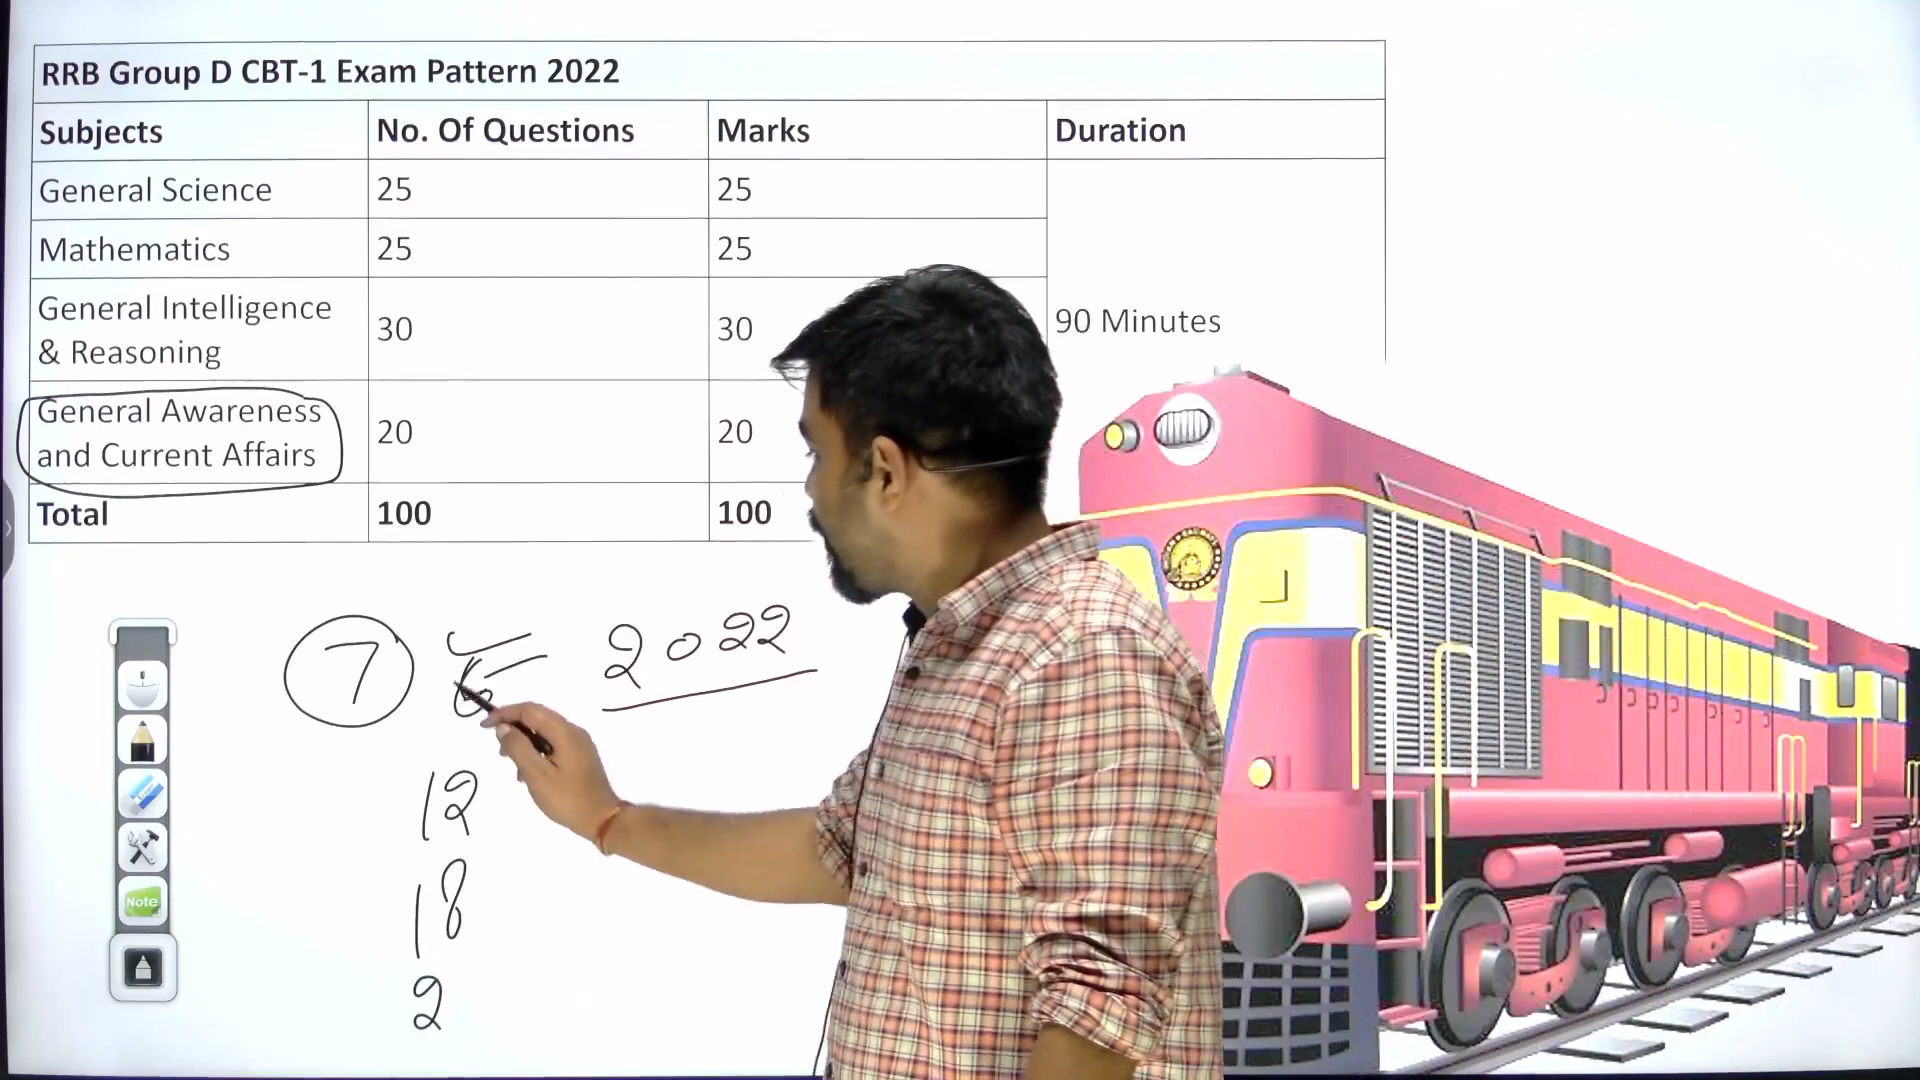 RRB Group D CBT-1 Exam Pattern 2022
Subjects No. Of Questions Marks Duration
General Science 25 25
Mathematics 25 25
General Intelligence & Reasoning 30 30 90 Minutes
General Awareness and Current Affairs 20 20
Total 100 100
7 2022
6
12
18
2
Note